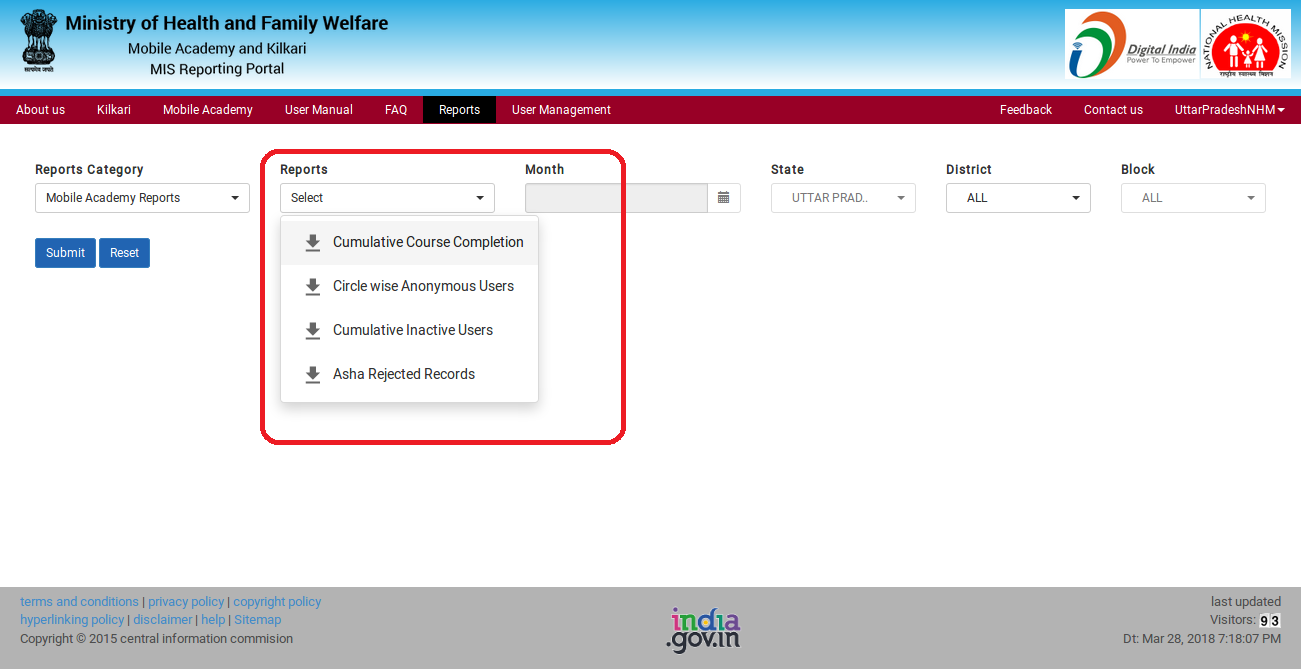 Ministry of Health and Family Welfare
Mobile Academy and Kilkari
MIS Reporting Portal
सत्यमेव जयते
Digital India
Power To Empower
NATIONAL HEALTH MISSION
राष्ट्रीय स्वास्थ्य मिशन
About us Kilkari Mobile Academy User Manual FAQ Reports User Management Feedback Contact us UttarPradeshNHM
Reports Category Reports Month State District Block
Mobile Academy Reports Select UTTAR PRAD.. ALL ALL
Submit Reset
Cumulative Course Completion
Circle wise Anonymous Users
Cumulative Inactive Users
Asha Rejected Records
terms and conditions | privacy policy | copyright policy
hyperlinking policy | disclaimer | help | Sitemap
Copyright © 2015 central information commision
india
.gov.in
last updated
Visitors: 93
Dt: Mar 28, 2018 7:18:07 PM